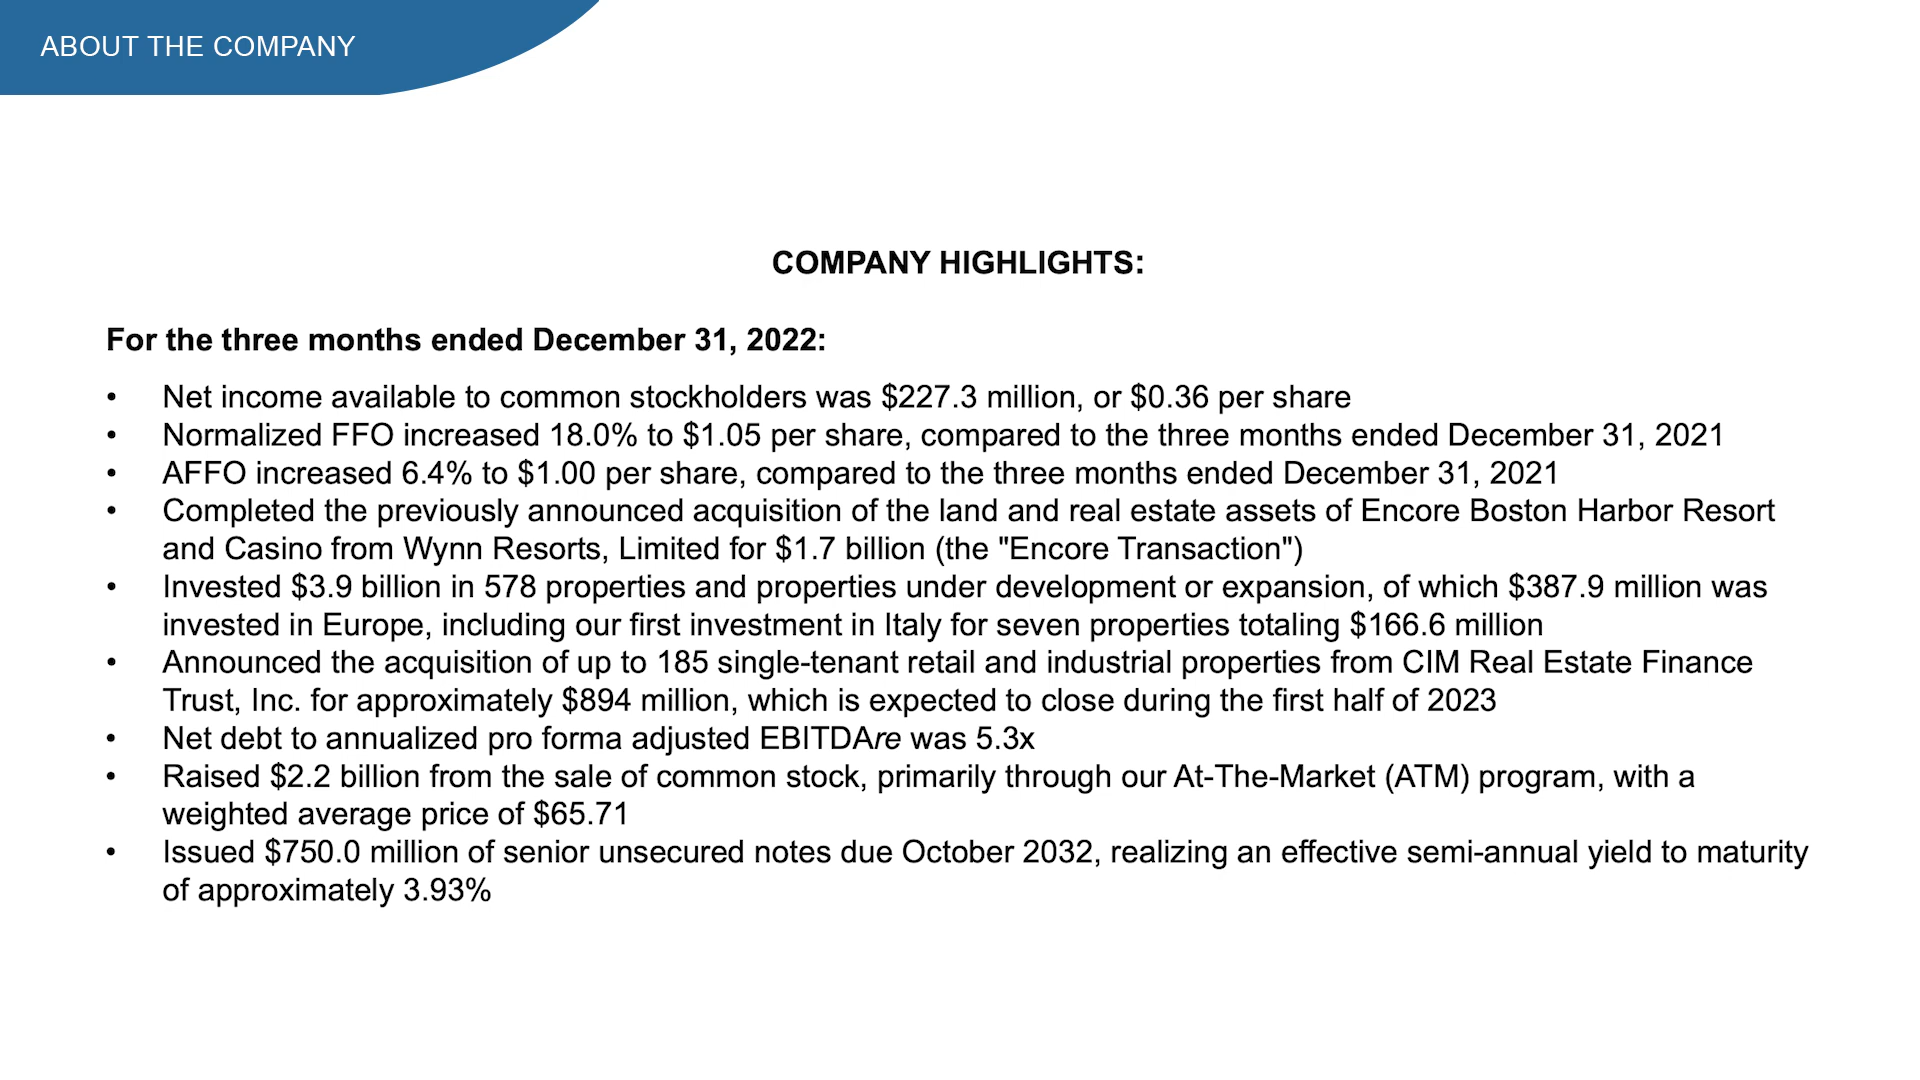 ABOUT THE COMPANY
COMPANY HIGHLIGHTS:
For the three months ended December 31, 2022:
• Net income available to common stockholders was $227.3 million, or $0.36 per share
• Normalized FFO increased 18.0% to $1.05 per share, compared to the three months ended December 31, 2021
• AFFO increased 6.4% to $1.00 per share, compared to the three months ended December 31, 2021
• Completed the previously announced acquisition of the land and real estate assets of Encore Boston Harbor Resort
and Casino from Wynn Resorts, Limited for $1.7 billion (the "Encore Transaction")
• Invested $3.9 billion in 578 properties and properties under development or expansion, of which $387.9 million was
invested in Europe, including our first investment in Italy for seven properties totaling $166.6 million
• Announced the acquisition of up to 185 single-tenant retail and industrial properties from CIM Real Estate Finance
Trust, Inc. for approximately $894 million, which is expected to close during the first half of 2023
• Net debt to annualized pro forma adjusted EBITDAre was 5.3x
• Raised $2.2 billion from the sale of common stock, primarily through our At-The-Market (ATM) program, with a
weighted average price of $65.71
• Issued $750.0 million of senior unsecured notes due October 2032, realizing an effective semi-annual yield to maturity
of approximately 3.93%